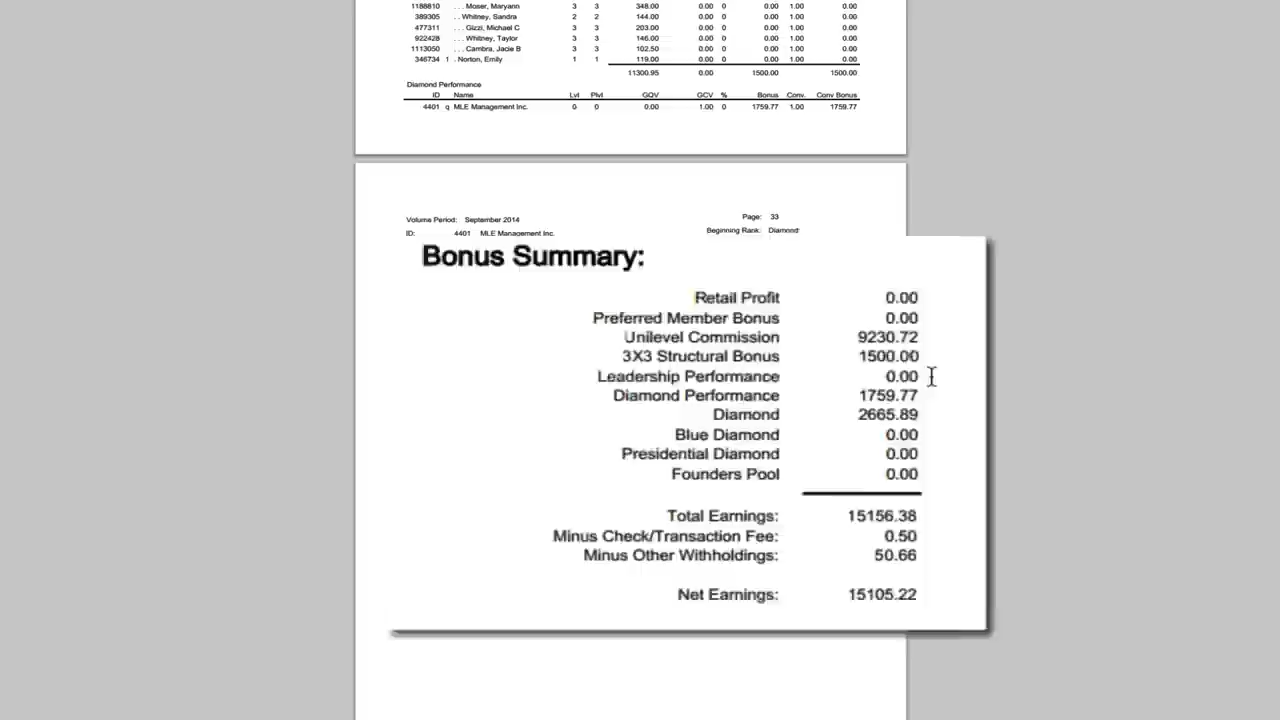 1188810 . . . Moser, Maryann 3 3 348.00 0.00 0 0.00 1.00 0.00
389305 . . Whitney, Sandra 2 2 144.00 0.00 0 0.00 1.00 0.00
477311 . . . Gizzi, Michael C 3 3 203.00 0.00 0 0.00 1.00 0.00
922428 . . . Whitney, Taylor 3 3 146.00 0.00 0 0.00 1.00 0.00
1113050 . . . Cambra, Jacie B 3 3 102.50 0.00 0 0.00 1.00 0.00
346734 1 . Norton, Emily 1 1 119.00 0.00 0 0.00 1.00 0.00
11300.95 0.00 1500.00 1500.00
Diamond Performance
ID Name Lvl Plvl GQV GCV % Bonus Conv. Conv Bonus
4401 q MLE Management Inc. 0 0 0.00 1.00 0 1759.77 1.00 1759.77
Volume Period: September 2014 Page: 33
ID: 4401 MLE Management Inc. Beginning Rank: Diamond
Bonus Summary:
Retail Profit 0.00
Preferred Member Bonus 0.00
Unilevel Commission 9230.72
3X3 Structural Bonus 1500.00
Leadership Performance 0.00
Diamond Performance 1759.77
Diamond 2665.89
Blue Diamond 0.00
Presidential Diamond 0.00
Founders Pool 0.00
Total Earnings: 15156.38
Minus Check/Transaction Fee: 0.50
Minus Other Withholdings: 50.66
Net Earnings: 15105.22